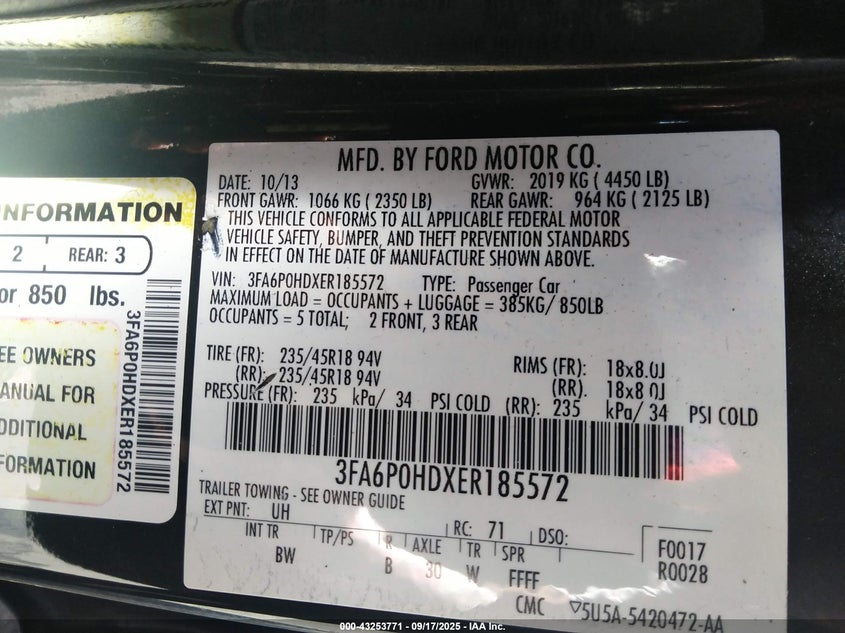 MFD. BY FORD MOTOR CO.
DATE: 10/13 GVWR: 2019 KG ( 4450 LB)
FRONT GAWR: 1066 KG ( 2350 LB) REAR GAWR: 964 KG ( 2125 LB)
THIS VEHICLE CONFORMS TO ALL APPLICABLE FEDERAL MOTOR
VEHICLE SAFETY, BUMPER, AND THEFT PREVENTION STANDARDS
IN EFFECT ON THE DATE OF MANUFACTURE SHOWN ABOVE.
VIN: 3FA6P0HDXER185572 TYPE: Passenger Car
MAXIMUM LOAD = OCCUPANTS + LUGGAGE = 385KG/ 850LB
OCCUPANTS = 5 TOTAL; 2 FRONT, 3 REAR
TIRE (FR): 235/45R18 94V RIMS (FR): 18x8.0J
(RR): 235/45R18 94V (RR). 18x8 0J
PRESSURE (FR): 235 kPa/ 34 PSI COLD (RR): 235 kPa/ 34 PSI COLD
3FA6P0HDXER185572
TRAILER TOWING - SEE OWNER GUIDE
EXT PNT: UH RC: 71 DSO:
INT TR TP/PS R AXLE TR SPR
BW B 30 W FFFF
F0017
R0028
CMC 5U5A-5420472-AA
NFORMATION
2 REAR: 3
or 850 lbs.
EE OWNERS
ANUAL FOR
DDITIONAL
FORMATION
3FA6P0HDXER185572
000-43253771 - 09/17/2025 - IAA Inc.